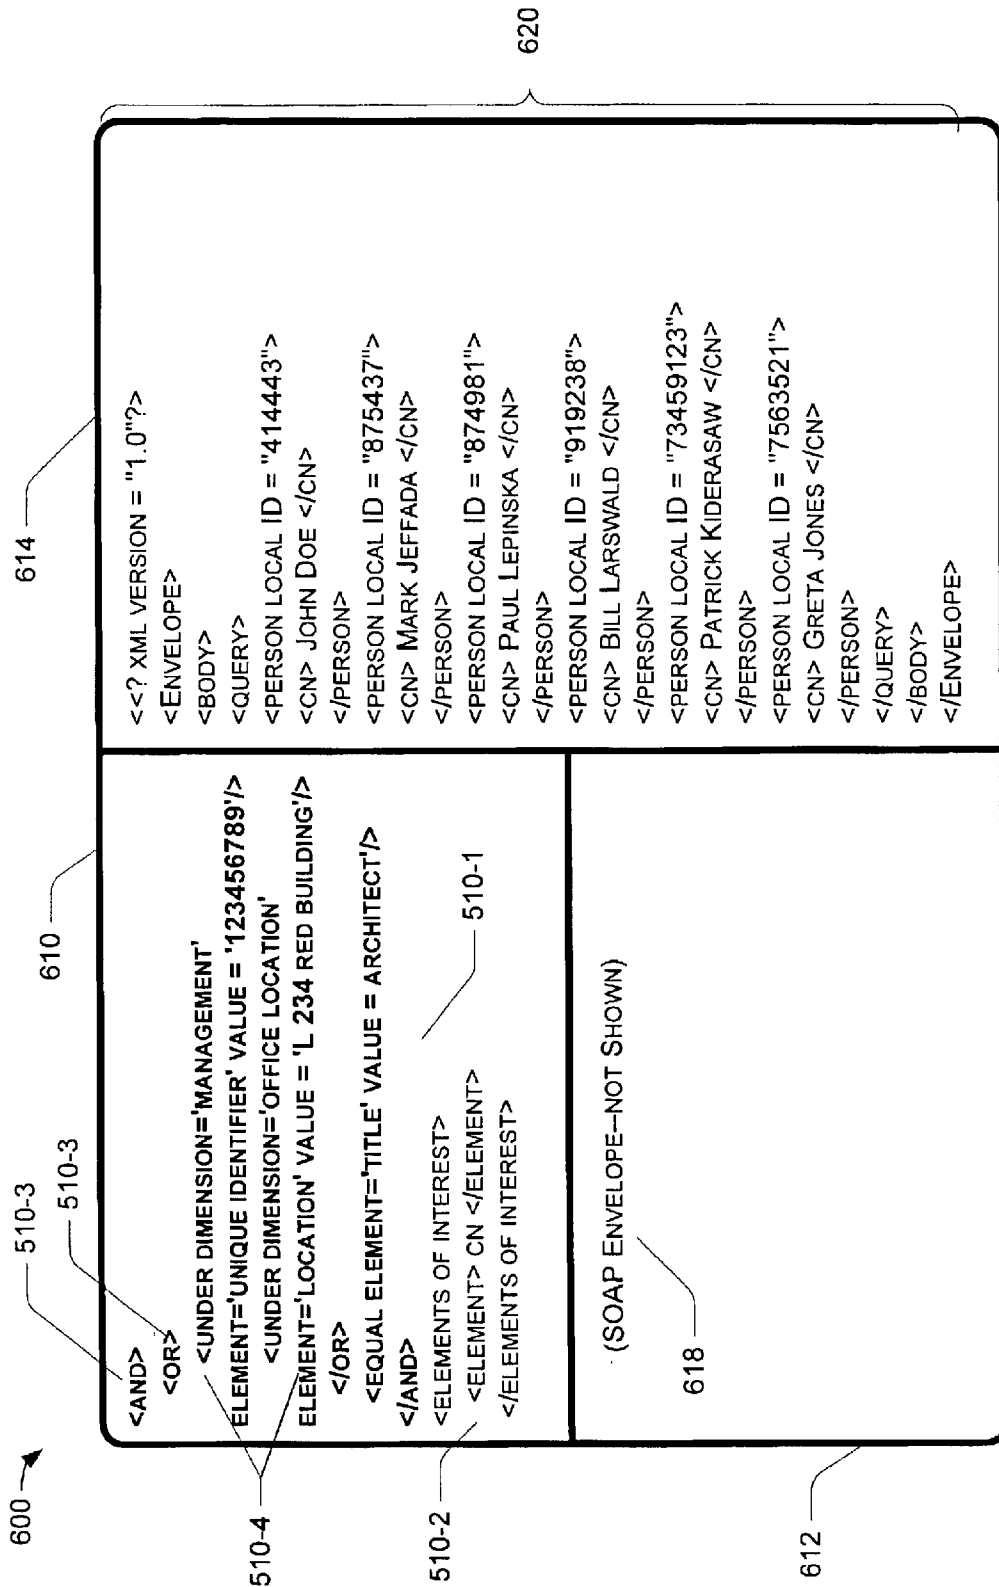 600
610
614
510-3
510-3
<AND>
<OR>
<UNDER DIMENSION='MANAGEMENT'
ELEMENT='UNIQUE IDENTIFIER' VALUE = '123456789'/>
<UNDER DIMENSION='OFFICE LOCATION'
ELEMENT='LOCATION' VALUE = 'L 234 RED BUILDING'/>
</OR>
<EQUAL ELEMENT='TITLE' VALUE = ARCHITECT'/>
</AND>
<ELEMENTS OF INTEREST>
<ELEMENT> CN </ELEMENT>
</ELEMENTS OF INTEREST>
510-4
510-2
510-1
(SOAP ENVELOPE--NOT SHOWN)
618
612
<<? XML VERSION = "1.0"?>
<ENVELOPE>
<BODY>
<QUERY>
<PERSON LOCAL ID = "414443">
<CN> JOHN DOE </CN>
</PERSON>
<PERSON LOCAL ID = "875437">
<CN> MARK JEFFADA </CN>
</PERSON>
<PERSON LOCAL ID = "874981">
<CN> PAUL LEPINSKA </CN>
</PERSON>
<PERSON LOCAL ID = "919238">
<CN> BILL LARSWALD </CN>
</PERSON>
<PERSON LOCAL ID = "73459123">
<CN> PATRICK KIDERASAW </CN>
</PERSON>
<PERSON LOCAL ID = "7563521">
<CN> GRETA JONES </CN>
</PERSON>
</QUERY>
</BODY>
</ENVELOPE>
620